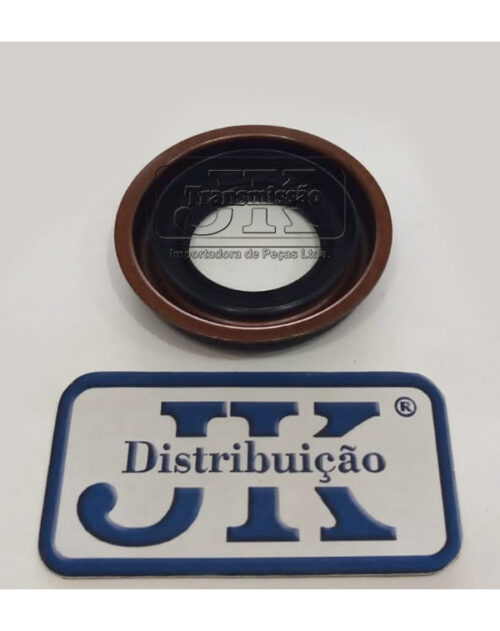 JK
Transmissão
Importadora de Peças Ltda.
JK®
Distribuição